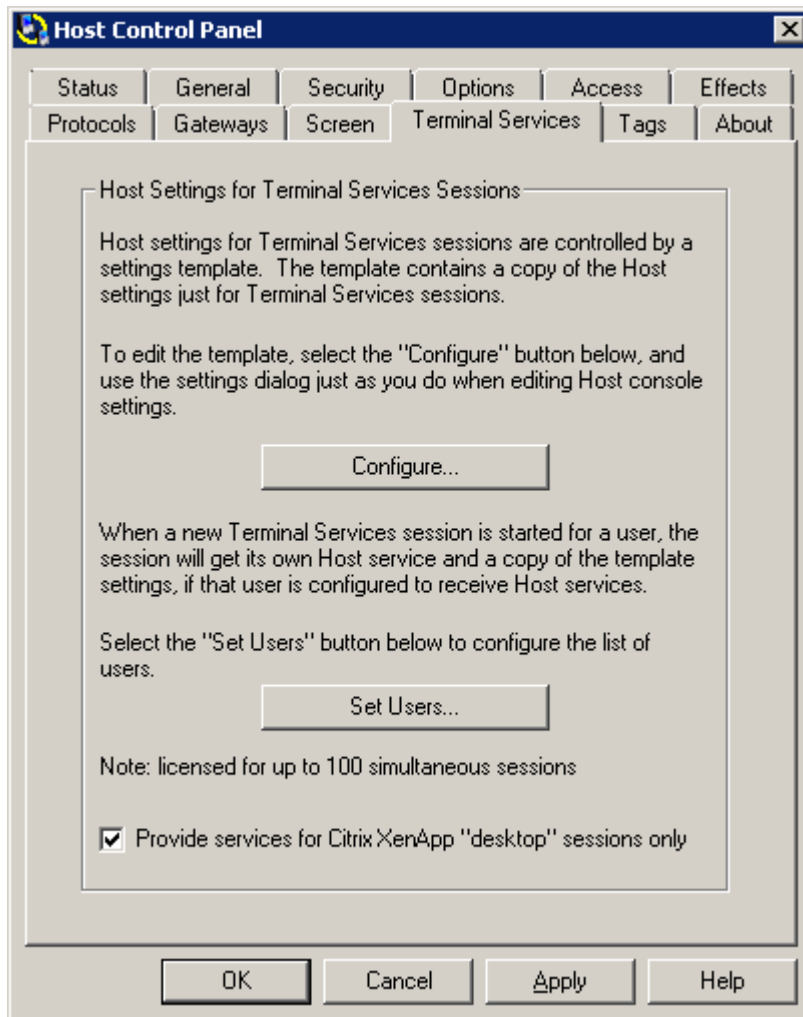 Host Control Panel
Status General Security Options Access Effects
Protocols Gateways Screen Terminal Services Tags About
Host Settings for Terminal Services Sessions
Host settings for Terminal Services sessions are controlled by a
settings template. The template contains a copy of the Host
settings just for Terminal Services sessions.
To edit the template, select the "Configure" button below, and
use the settings dialog just as you do when editing Host console
settings.
Configure...
When a new Terminal Services session is started for a user, the
session will get its own Host service and a copy of the template
settings, if that user is configured to receive Host services.
Select the "Set Users" button below to configure the list of
users.
Set Users...
Note: licensed for up to 100 simultaneous sessions
Provide services for Citrix XenApp "desktop" sessions only
OK Cancel Apply Help